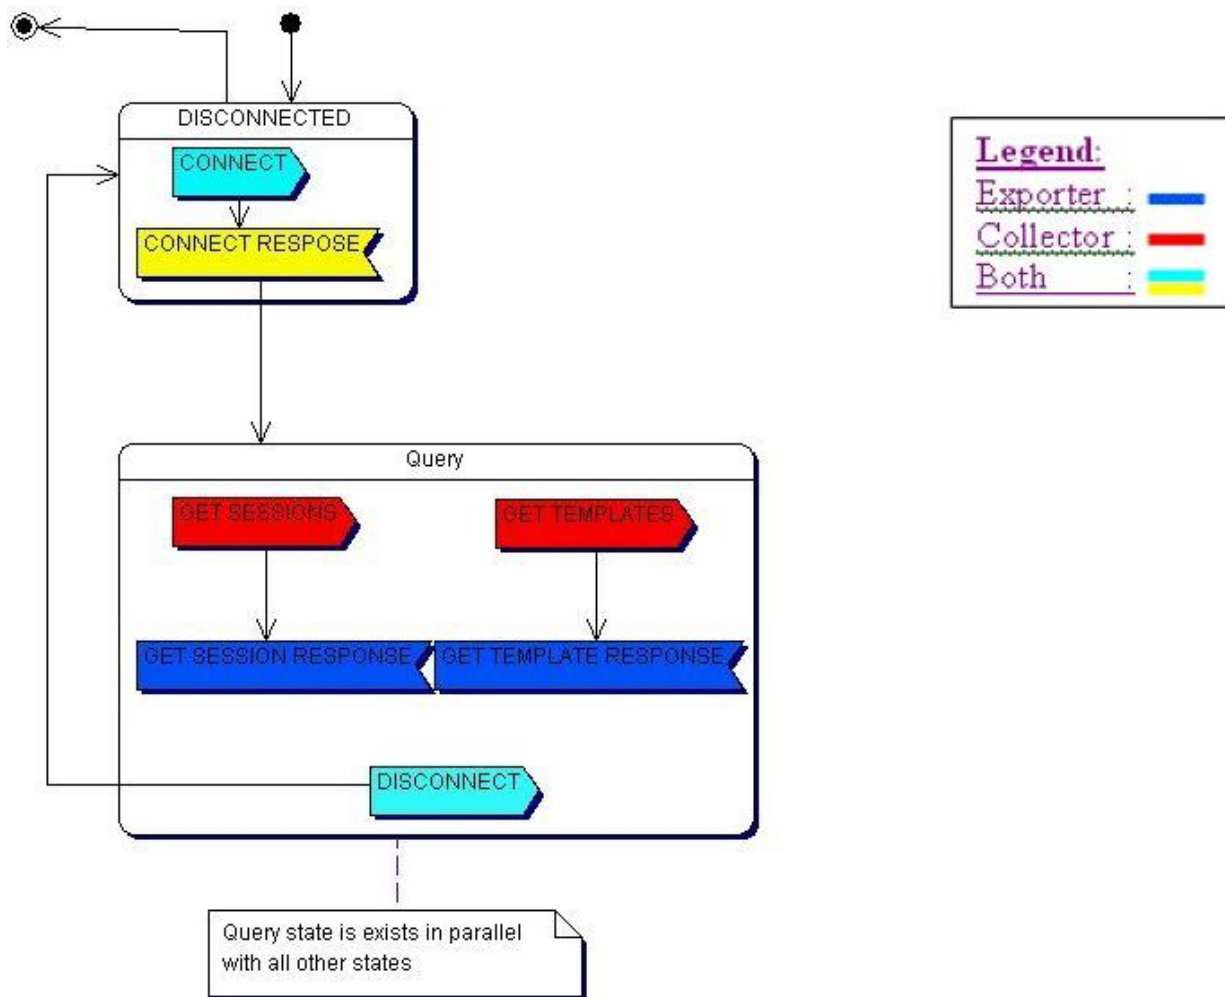 DISCONNECTED
CONNECT
CONNECT RESPOSE
Legend:
Exporter :
Collector :
Both :
Query
GET SESSIONS
GET TEMPLATES
GET SESSION RESPONSE
GET TEMPLATE RESPONSE
DISCONNECT
Query state is exists in parallel
with all other states